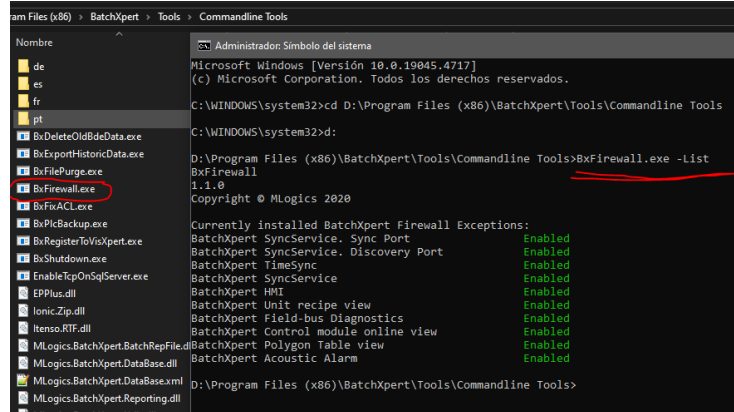 ram Files (x86) > BatchXpert > Tools > Commandline Tools
Nombre
de
es
fr
pt
BxDeleteOldBdeData.exe
BxExportHistoricData.exe
BxFilePurge.exe
BxFirewall.exe
BxFixACL.exe
BxPlcBackup.exe
BxRegisterToVisXpert.exe
BxShutdown.exe
EnableTcpOnSqlServer.exe
EPPlus.dll
Ionic.Zip.dll
Itenso.RTF.dll
MLogics.BatchXpert.BatchRepFile.dl
MLogics.BatchXpert.DataBase.dll
MLogics.BatchXpert.DataBase.xml
MLogics.BatchXpert.Reporting.dll
Administrador: Símbolo del sistema
Microsoft Windows [Versión 10.0.19045.4717]
(c) Microsoft Corporation. Todos los derechos reservados.
C:\WINDOWS\system32>cd D:\Program Files (x86)\BatchXpert\Tools\Commandline Tools
C:\WINDOWS\system32>d:
D:\Program Files (x86)\BatchXpert\Tools\Commandline Tools>BxFirewall.exe -List
BxFirewall
1.1.0
Copyright © MLogics 2020
Currently installed BatchXpert Firewall Exceptions:
BatchXpert SyncService. Sync Port Enabled
BatchXpert SyncService. Discovery Port Enabled
BatchXpert TimeSync Enabled
BatchXpert SyncService Enabled
BatchXpert HMI Enabled
BatchXpert Unit recipe view Enabled
BatchXpert Field-bus Diagnostics Enabled
BatchXpert Control module online view Enabled
BatchXpert Polygon Table view Enabled
BatchXpert Acoustic Alarm Enabled
D:\Program Files (x86)\BatchXpert\Tools\Commandline Tools>